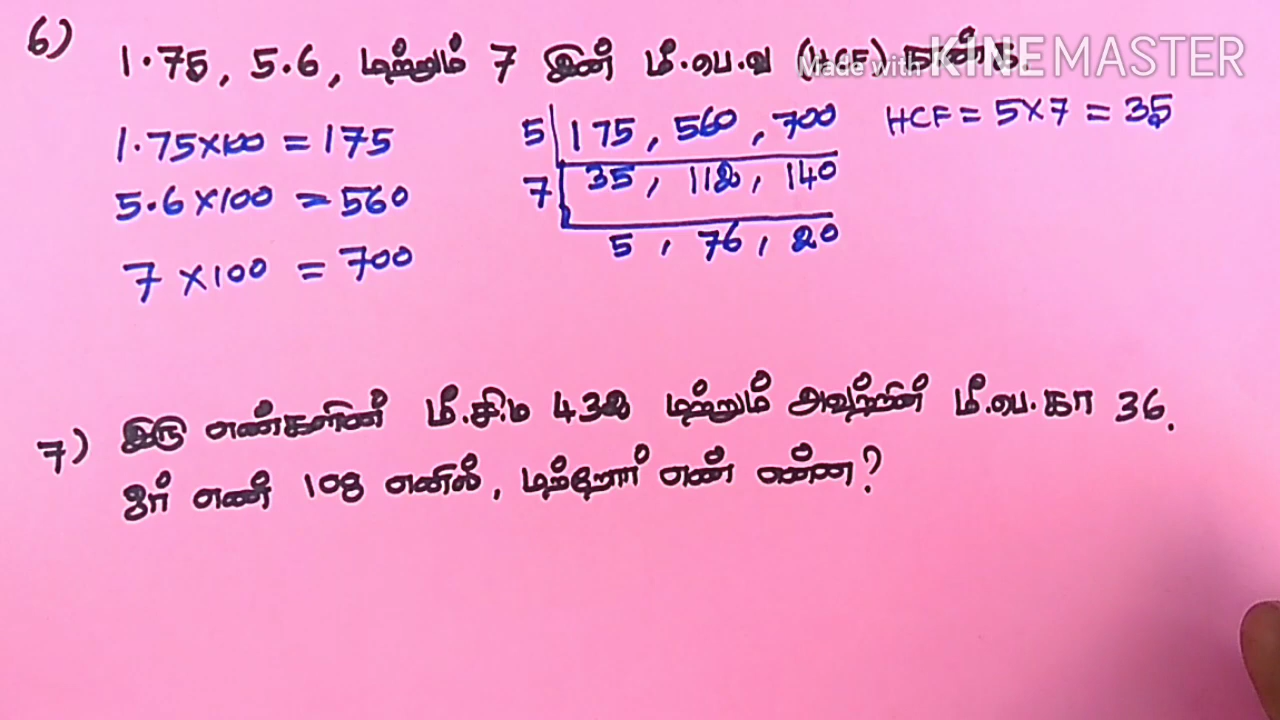 6) 1.75, 5.6, மற்றும் 7 இன் மீ.பெ.வ (HCF) காண்க.
Made with KINEMASTER
1.75×100 = 175
5.6×100 = 560
7×100 = 700
5 175, 560, 700
7 35, 112, 140
5, 76, 20
HCF = 5×7 = 35
7) இரு எண்களின் மீ.சி.ம 432 மற்றும் அவற்றின் மீ.பெ.கா 36.
ஓர் எண் 108 எனில், மற்றோர் எண் என்ன?